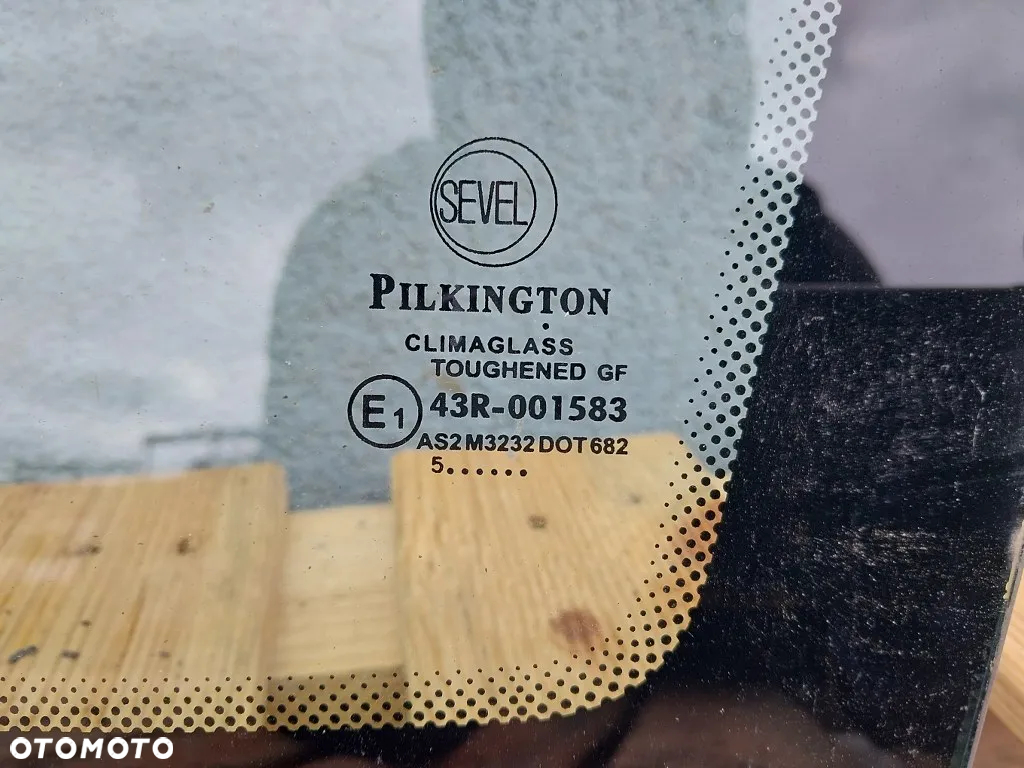 SEVEL
PILKINGTON
CLIMAGLASS
TOUGHENED GF
E1 43R-001583
AS2 M3232 DOT 682
5......
OTOMOTO